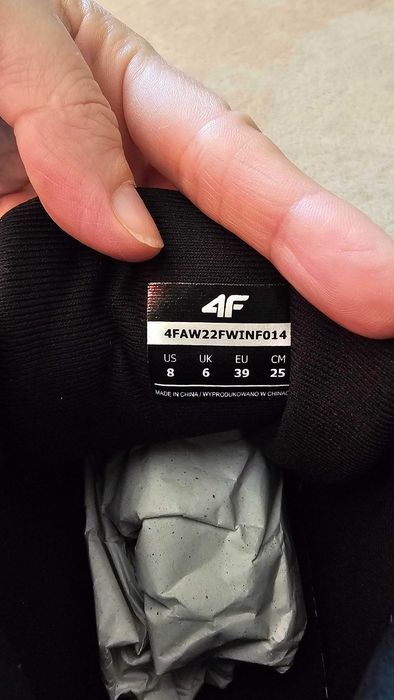 4F
4FAW22FWINF014
US UK EU CM
8 6 39 25
MADE IN CHINA / WYPRODUKOWANO W CHINACH